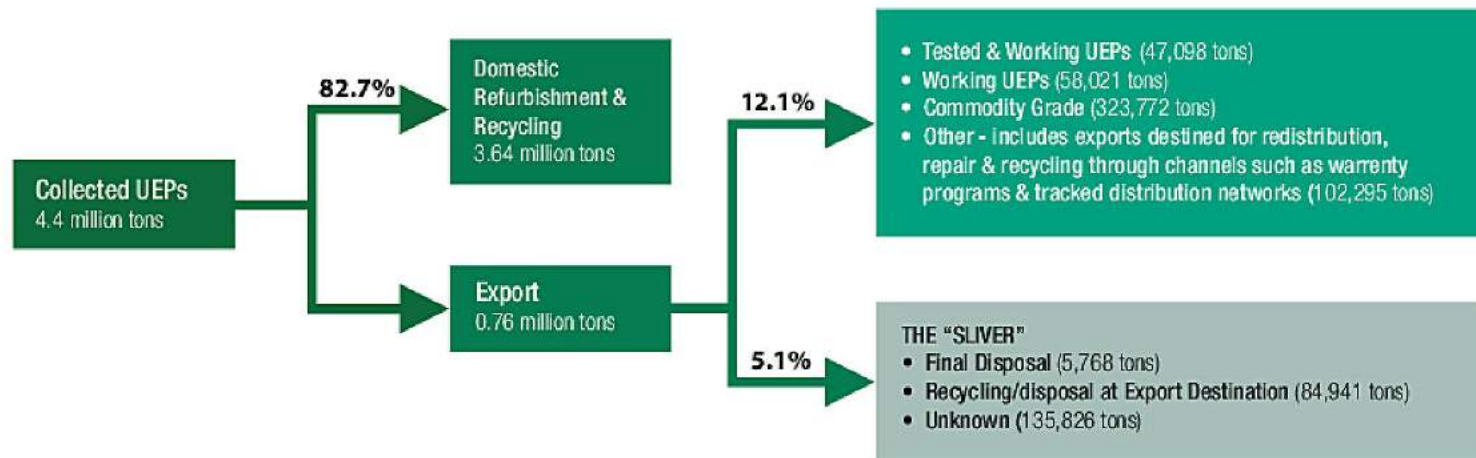 Collected UEPs
4.4 million tons
82.7%
Domestic
Refurbishment &
Recycling
3.64 million tons
Export
0.76 million tons
12.1%
• Tested & Working UEPs (47,098 tons)
• Working UEPs (58,021 tons)
• Commodity Grade (323,772 tons)
• Other - includes exports destined for redistribution,
repair & recycling through channels such as warrenty
programs & tracked distribution networks (102,295 tons)
5.1%
THE “SLIVER”
• Final Disposal (5,768 tons)
• Recycling/disposal at Export Destination (84,941 tons)
• Unknown (135,826 tons)